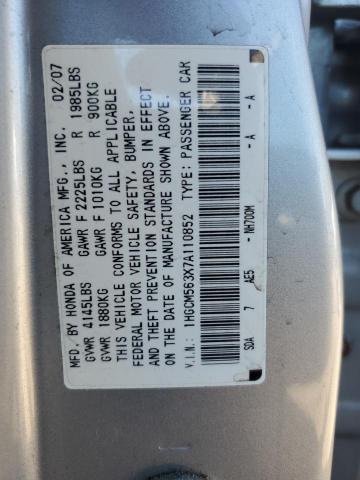 MFD. BY HONDA OF AMERICA MFG., INC. 02/07
GVWR 4145LBS GAWR F 2225LBS R 1985LBS
GVWR 1880KG GAWR F 1010KG R 900KG
THIS VEHICLE CONFORMS TO ALL APPLICABLE
FEDERAL MOTOR VEHICLE SAFETY, BUMPER,
AND THEFT PREVENTION STANDARDS IN EFFECT
ON THE DATE OF MANUFACTURE SHOWN ABOVE.
V.I.N.: 1HGCM563X7A110852 TYPE: PASSENGER CAR
SDA 7 AE5 - NH700M - A - A